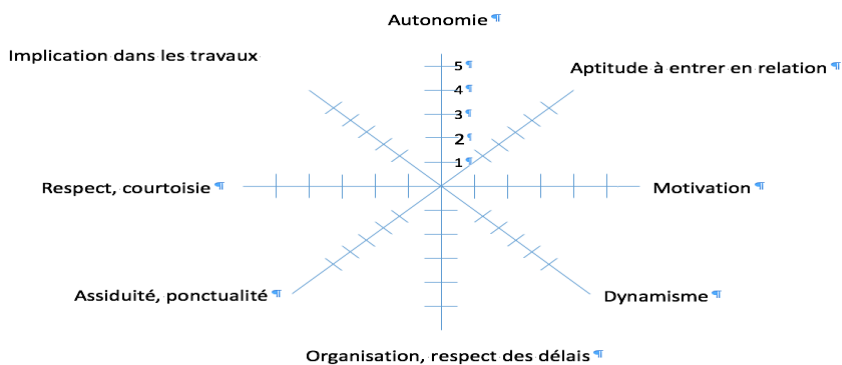 Autonomie ¶
Implication dans les travaux
Aptitude à entrer en relation ¶
5 ¶
4 ¶
3 ¶
2 ¶
1 ¶
Respect, courtoisie ¶
Motivation ¶
Assiduité, ponctualité ¶
Dynamisme ¶
Organisation, respect des délais ¶